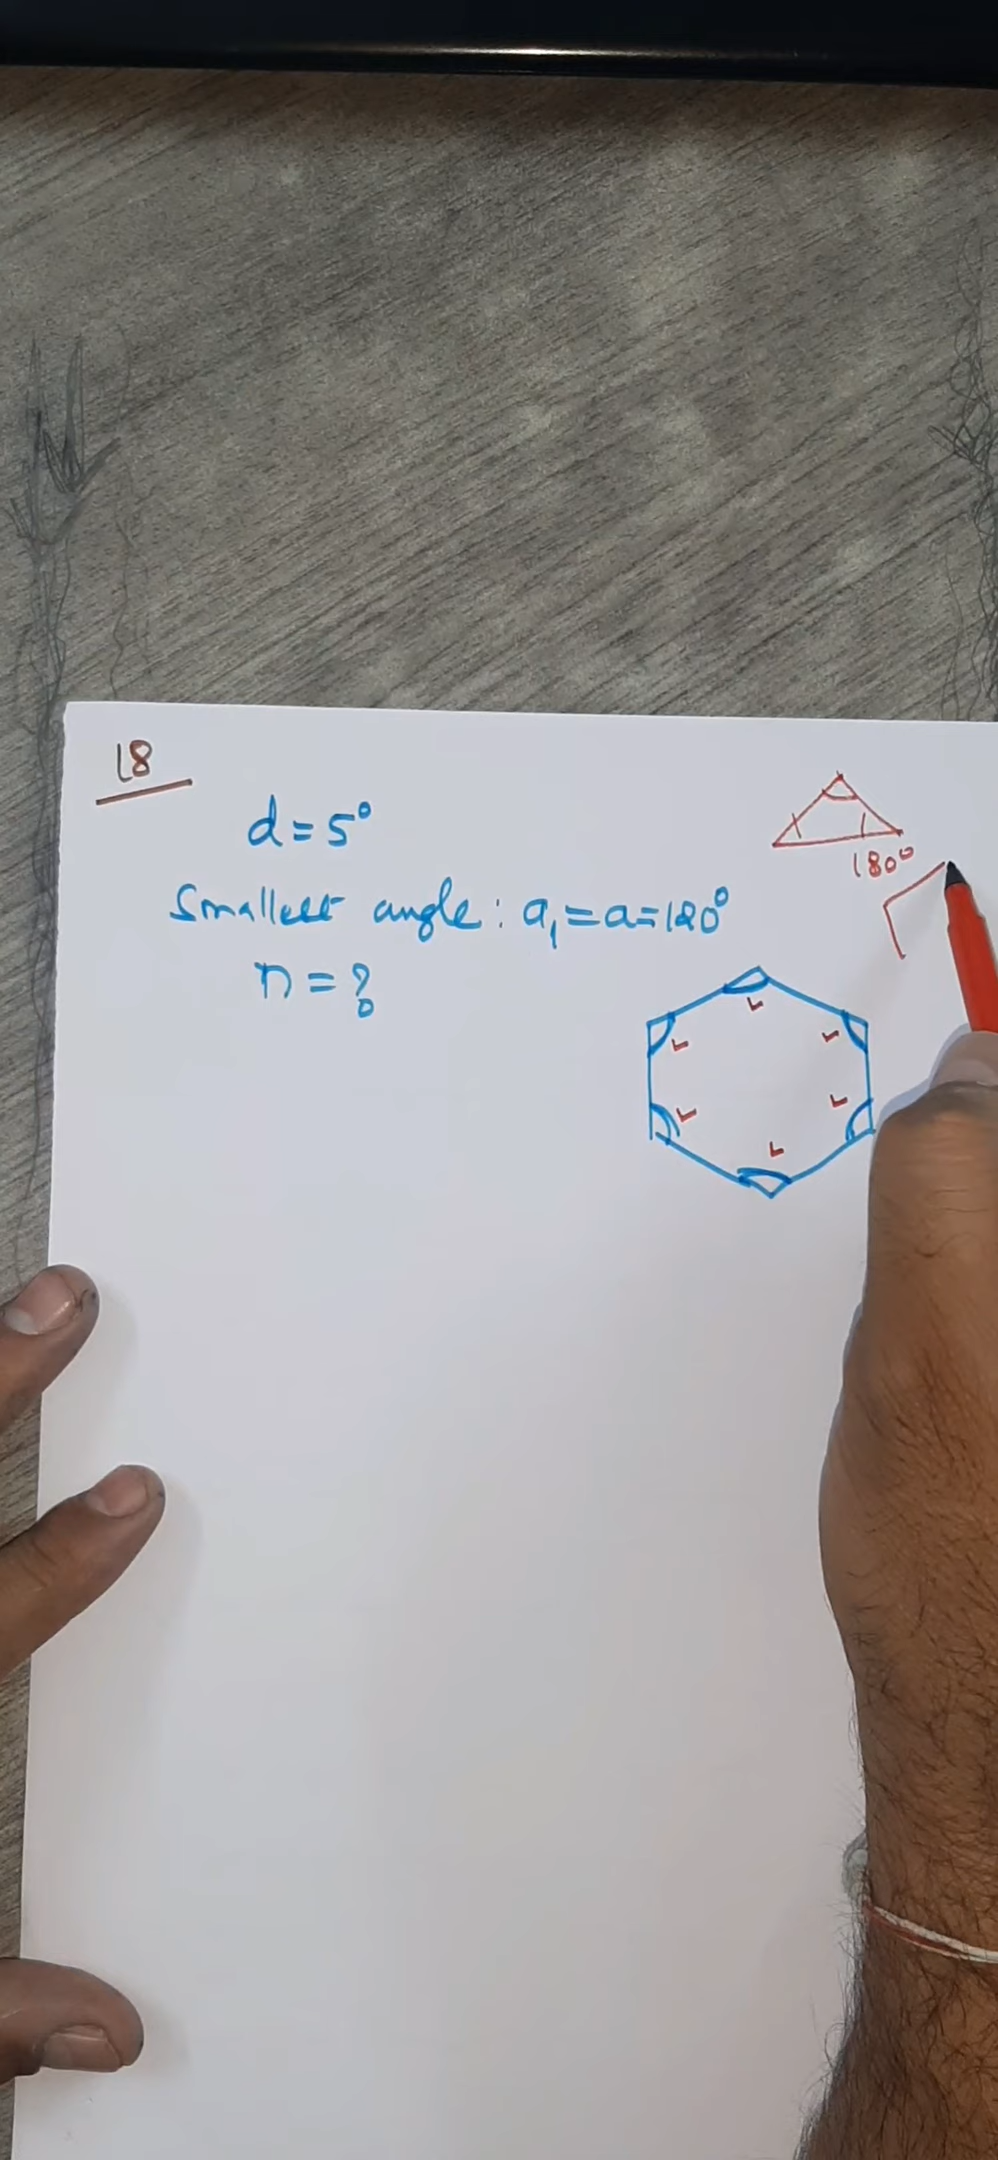 18
d = 5°
Smallest angle : a₁ = a = 120°
n = ?
180°